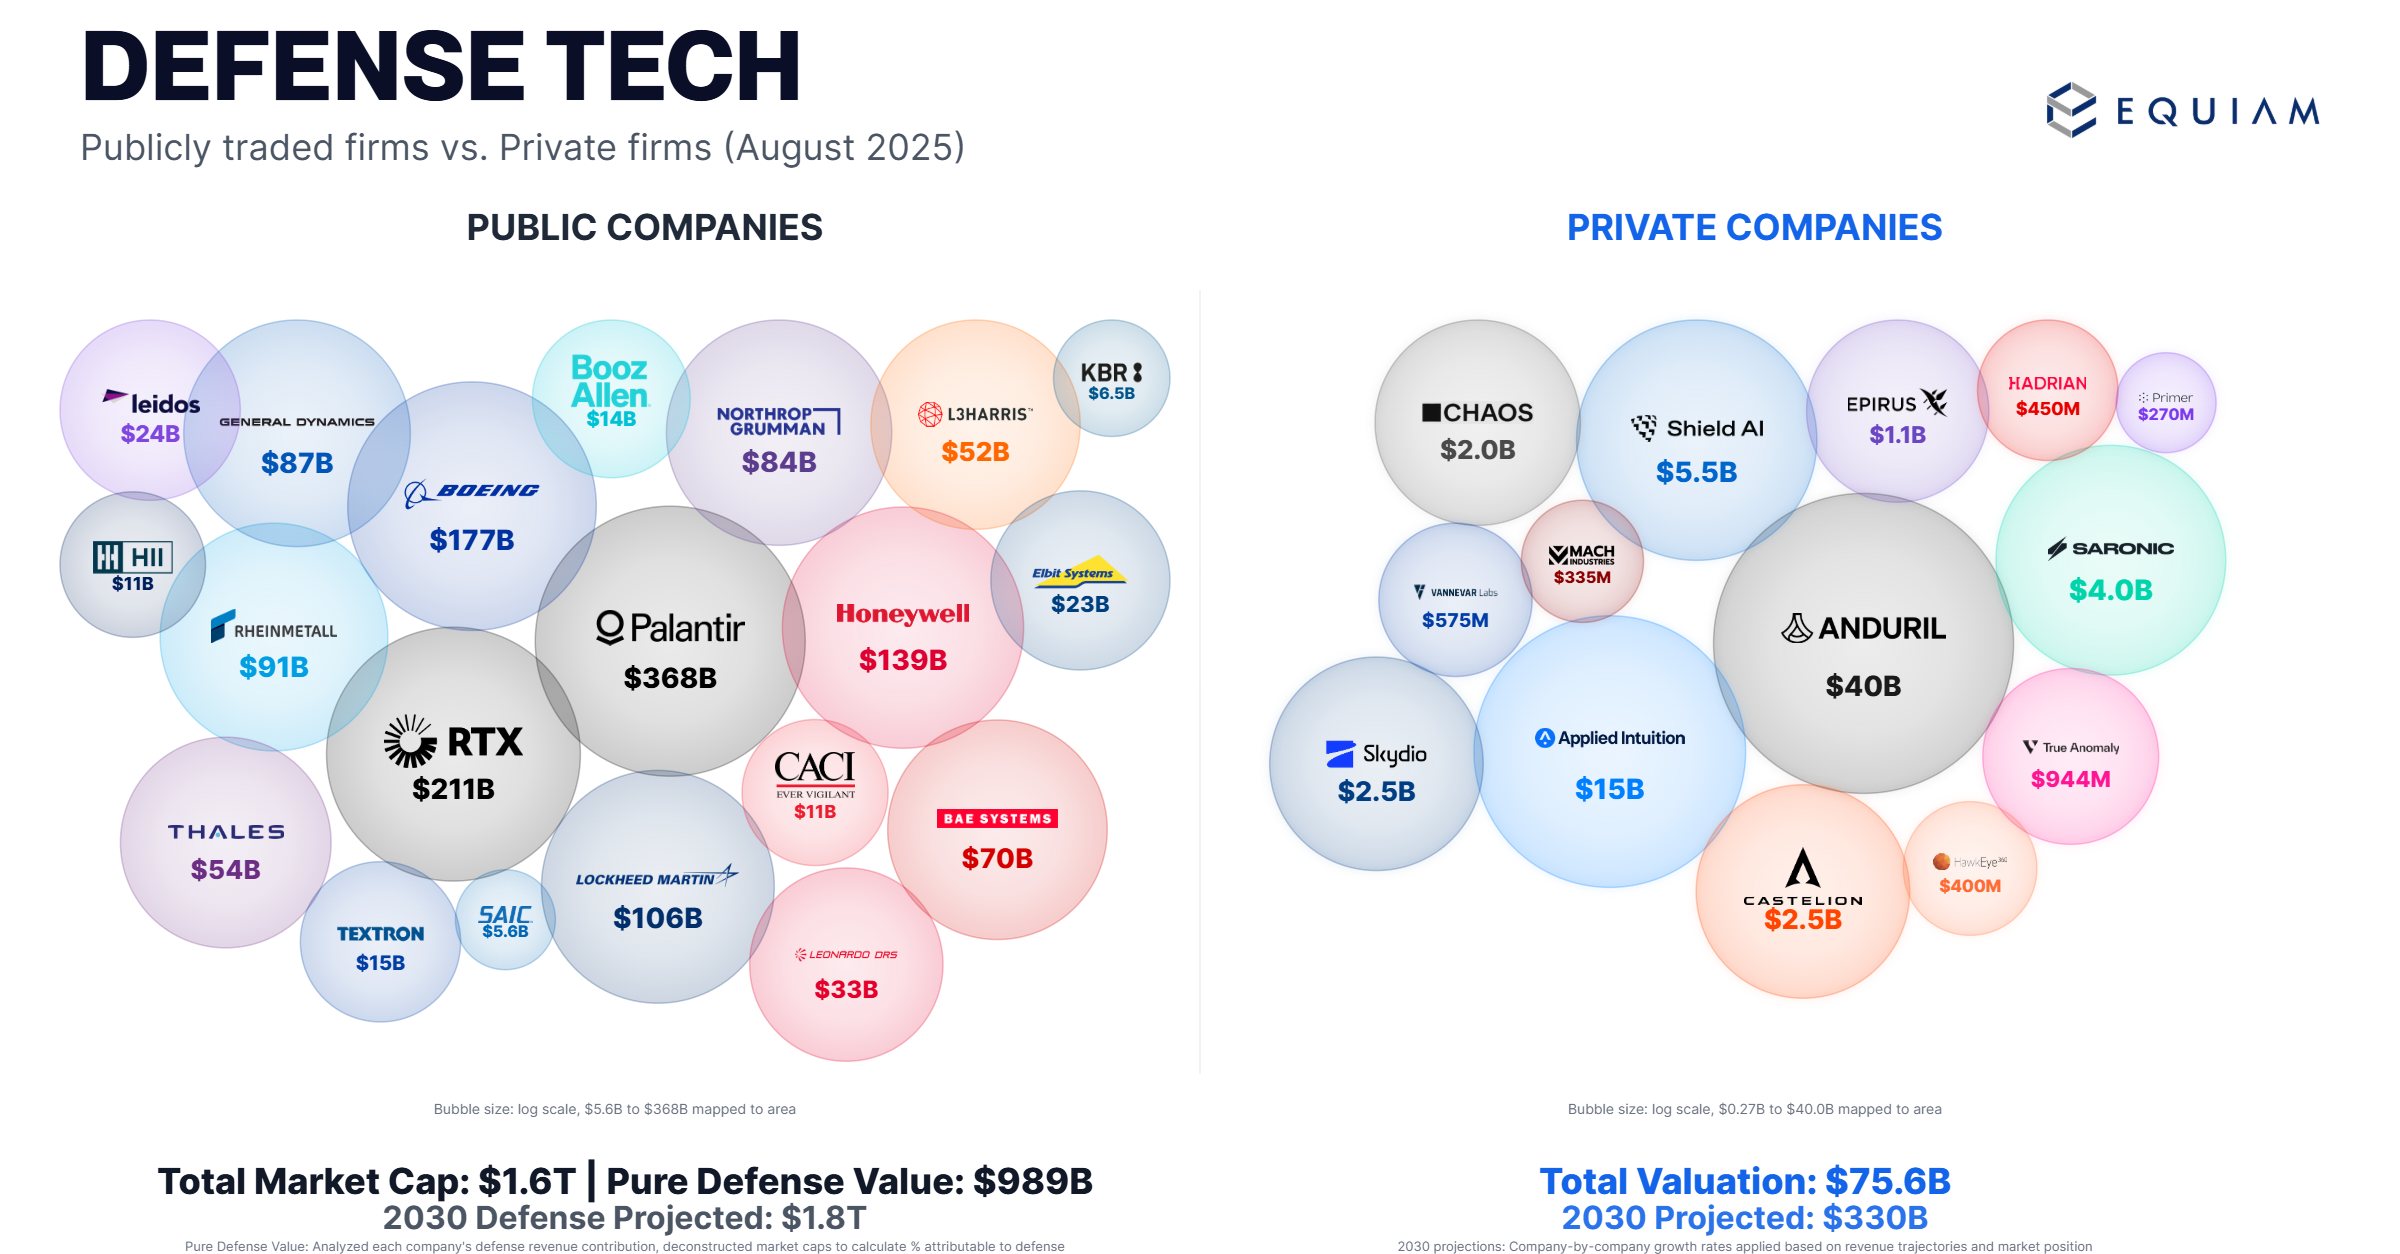 DEFENSE TECH
Publicly traded firms vs. Private firms (August 2025)
EQUIAM
PUBLIC COMPANIES
leidos
$24B
GENERAL DYNAMICS
$87B
BOEING
$177B
Booz
Allen
$14B
NORTHROP
GRUMMAN
$84B
L3HARRIS™
$52B
KBR
$6.5B
HII
$11B
RHEINMETALL
$91B
Palantir
$368B
Honeywell
$139B
Elbit Systems
$23B
RTX
$211B
THALES
$54B
CACI
EVER VIGILANT
$11B
BAE SYSTEMS
$70B
LOCKHEED MARTIN
$106B
TEXTRON
$15B
SAIC
$5.6B
LEONARDO DRS
$33B
Bubble size: log scale, $5.6B to $368B mapped to area
Total Market Cap: $1.6T | Pure Defense Value: $989B
2030 Defense Projected: $1.8T
Pure Defense Value: Analyzed each company's defense revenue contribution, deconstructed market caps to calculate % attributable to defense
PRIVATE COMPANIES
CHAOS
$2.0B
Shield AI
$5.5B
EPIRUS
$1.1B
HADRIAN
$450M
Primer
$270M
VANNEVAR Labs
$575M
MACH
INDUSTRIES
$335M
SARONIC
$4.0B
ANDURIL
$40B
Skydio
$2.5B
Applied Intuition
$15B
True Anomaly
$944M
CASTELION
$2.5B
HawkEye360
$400M
Bubble size: log scale, $0.27B to $40.0B mapped to area
Total Valuation: $75.6B
2030 Projected: $330B
2030 projections: Company-by-company growth rates applied based on revenue trajectories and market position